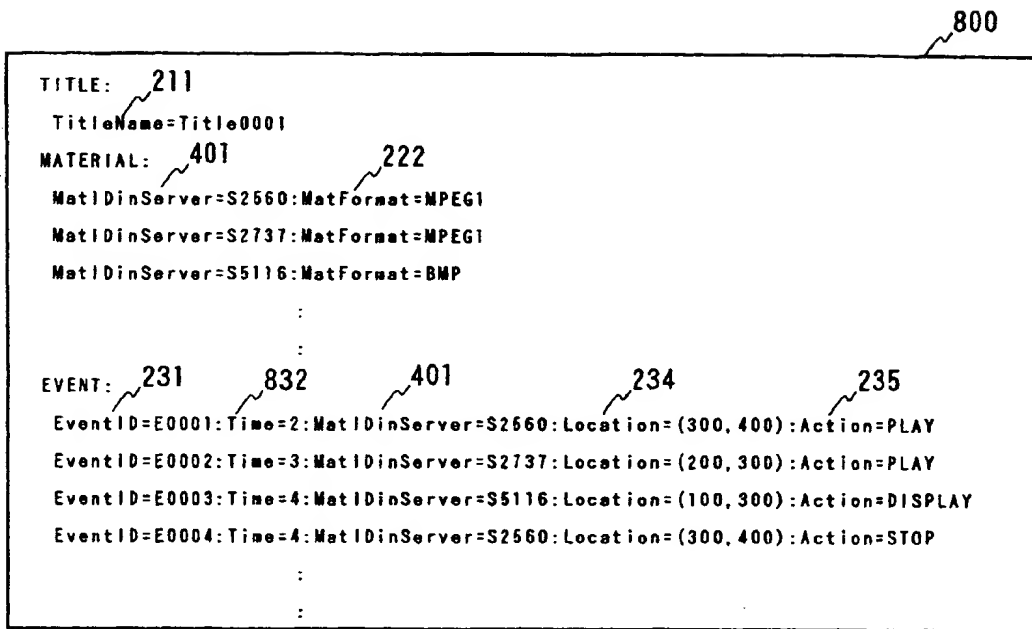 800
TITLE: 211
TitleName=Title0001
MATERIAL: 401 222
MatIDinServer=S2560:MatFormat=MPEG1
MatIDinServer=S2737:MatFormat=MPEG1
MatIDinServer=S5116:MatFormat=BMP
:
:
EVENT: 231 832 401 234 235
EventID=E0001:Time=2:MatIDinServer=S2560:Location=(300,400):Action=PLAY
EventID=E0002:Time=3:MatIDinServer=S2737:Location=(200,300):Action=PLAY
EventID=E0003:Time=4:MatIDinServer=S5116:Location=(100,300):Action=DISPLAY
EventID=E0004:Time=4:MatIDinServer=S2560:Location=(300,400):Action=STOP
:
: